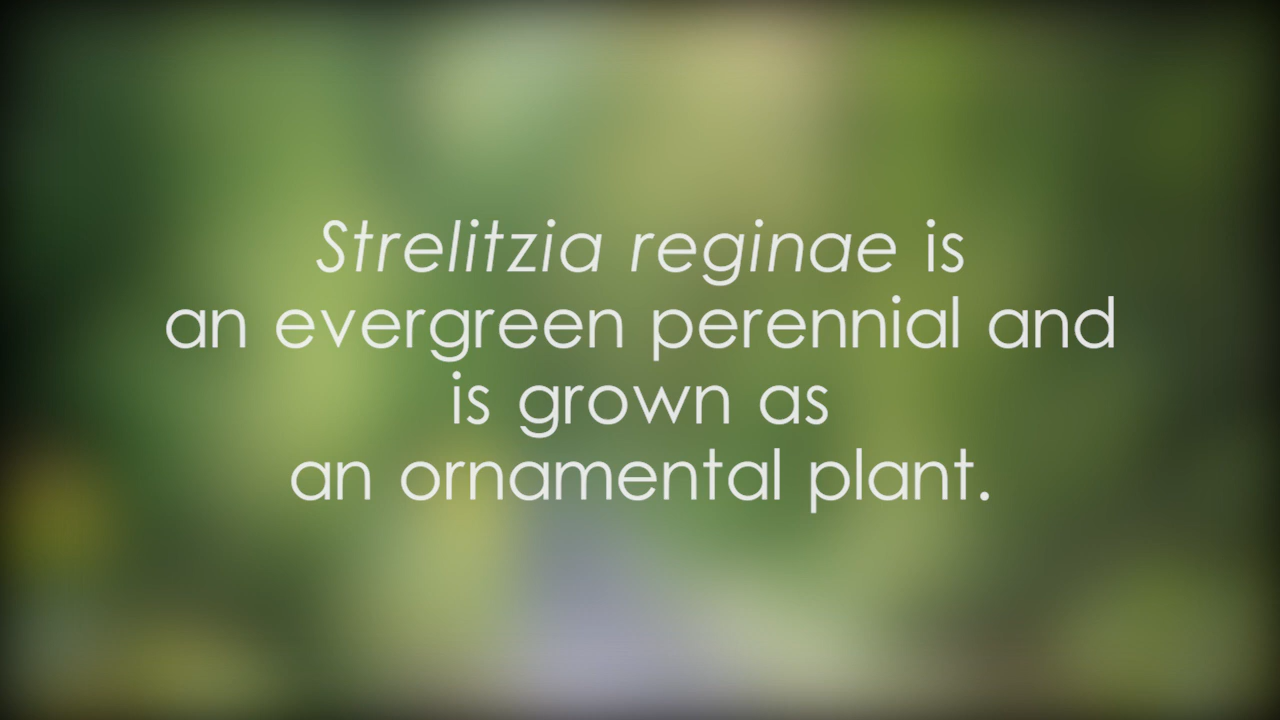 Strelitzia reginae is
an evergreen perennial and
is grown as
an ornamental plant.